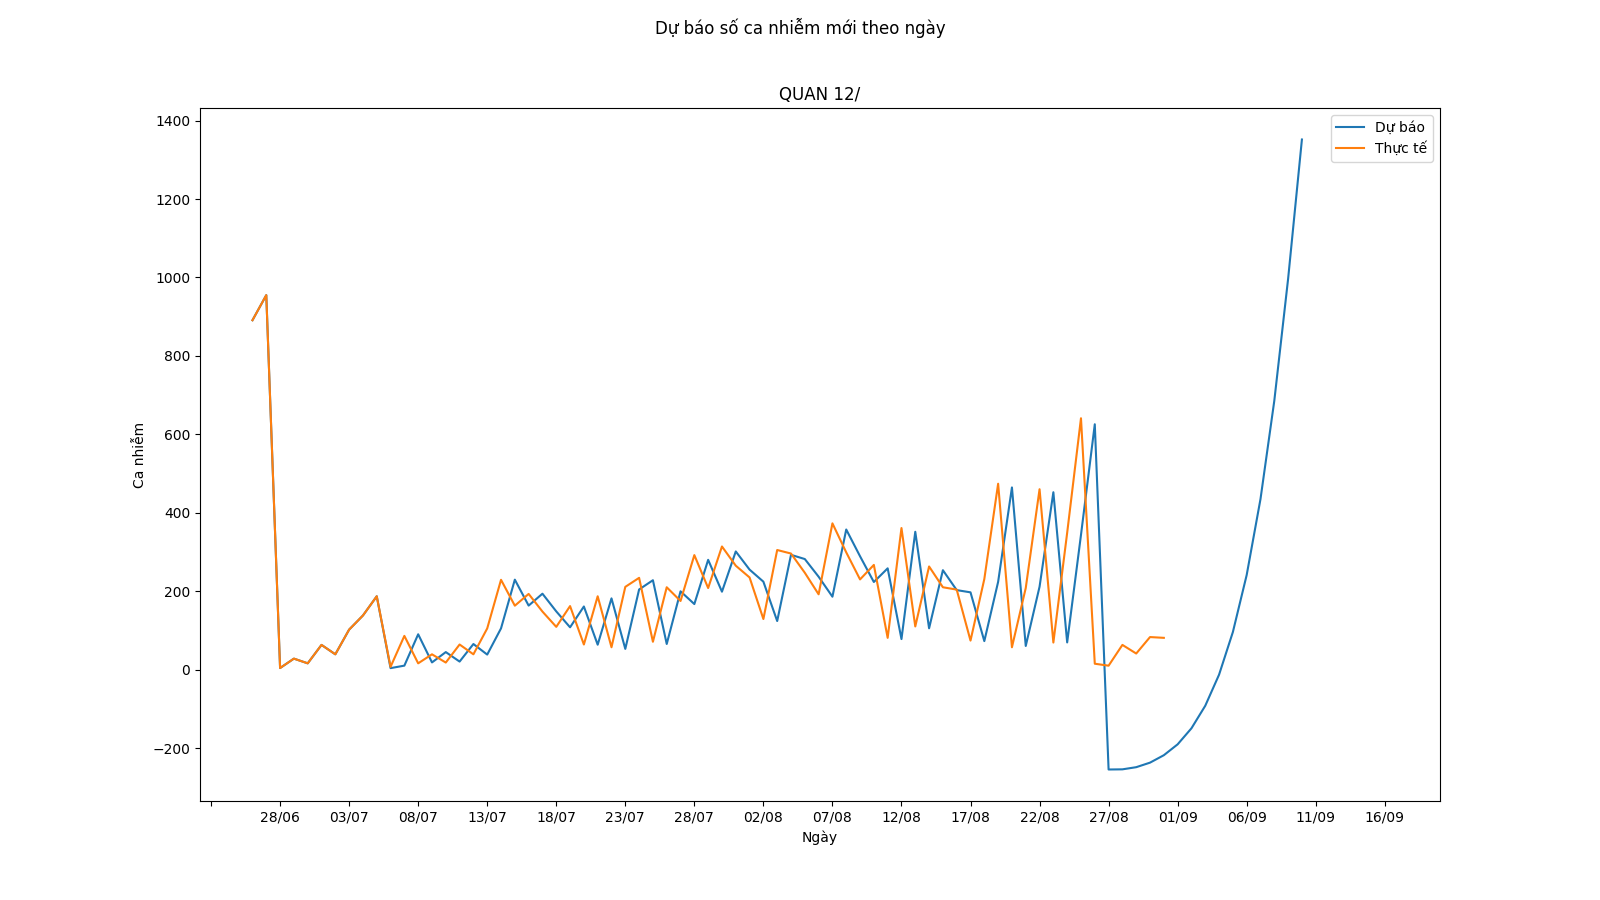 Dự báo số ca nhiễm mới theo ngày
QUAN 12/
Dự báo
Thực tế
1400
1200
1000
800
600
400
200
0
−200
Ca nhiễm
28/06 03/07 08/07 13/07 18/07 23/07 28/07 02/08 07/08 12/08 17/08 22/08 27/08 01/09 06/09 11/09 16/09
Ngày